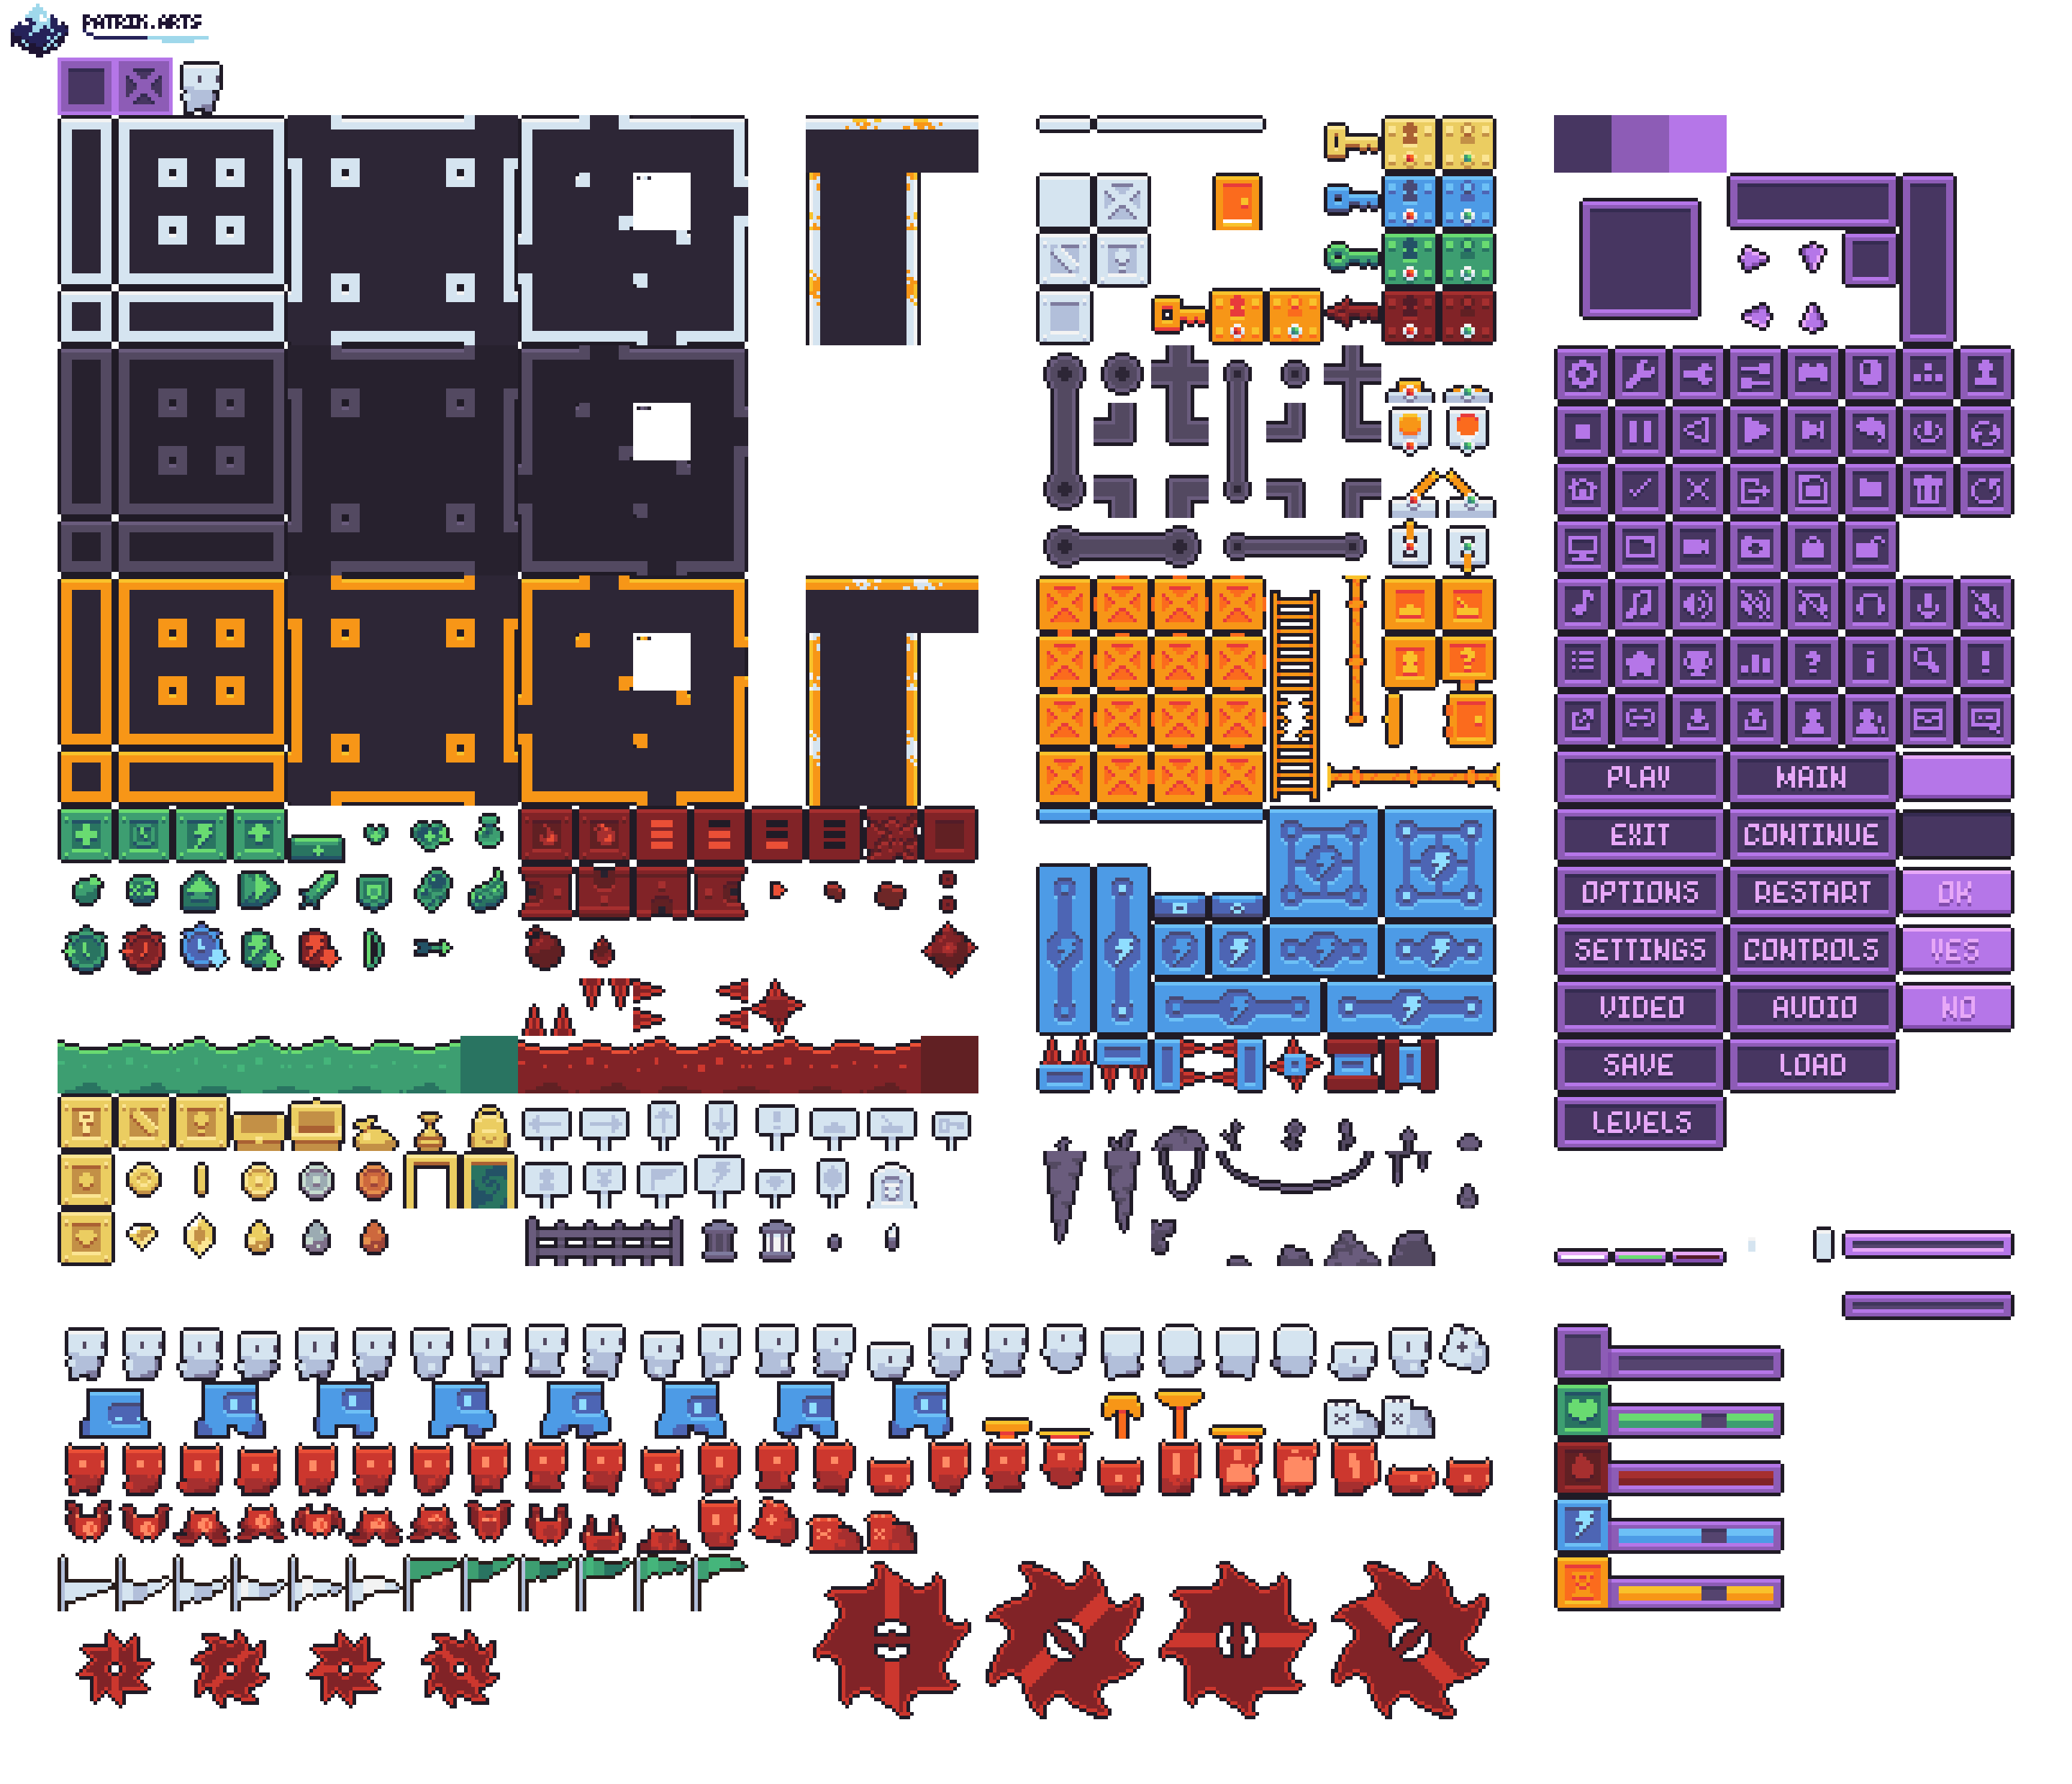 PATRIK.ARTS
PLAY MAIN
EXIT CONTINUE
OPTIONS RESTART OK
SETTINGS CONTROLS YES
VIDEO AUDIO NO
SAVE LOAD
LEVELS